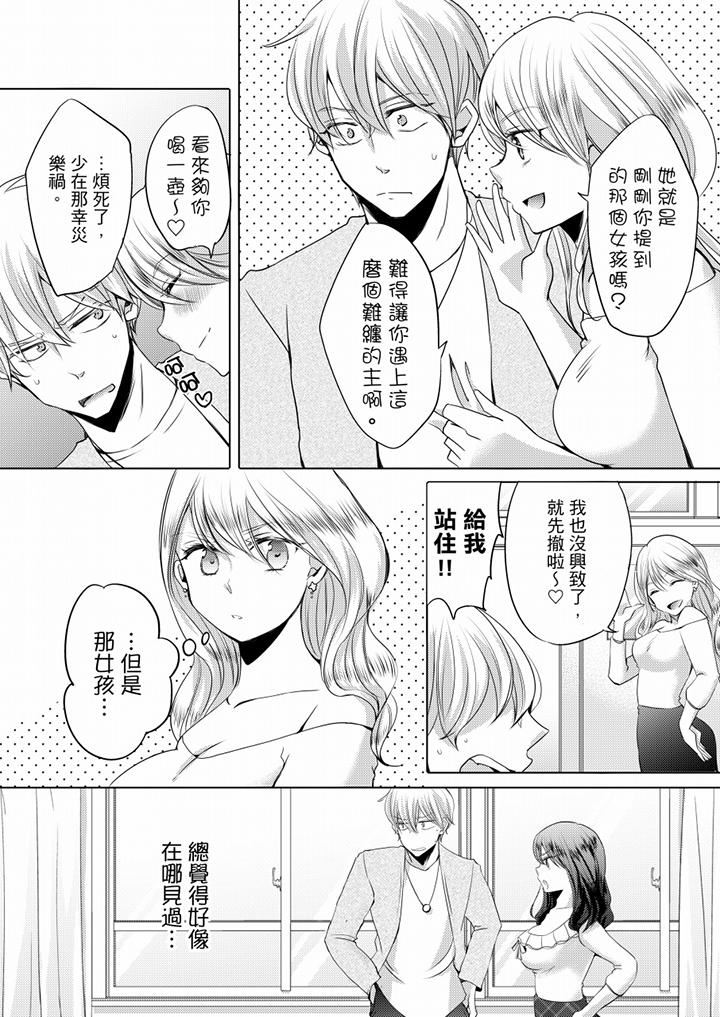 她就是
剛剛你提到
的那個女孩嗎？
難得讓你遇上這
麼個難纏的主啊。
看來夠你
喝一壺～♡
…煩死了，
少在那幸災
樂禍。
呵呵♡
我也沒興致了，
就先撤啦～♡
給我
站住!!
…但是
那女孩…
總覺得好像
在哪見過…